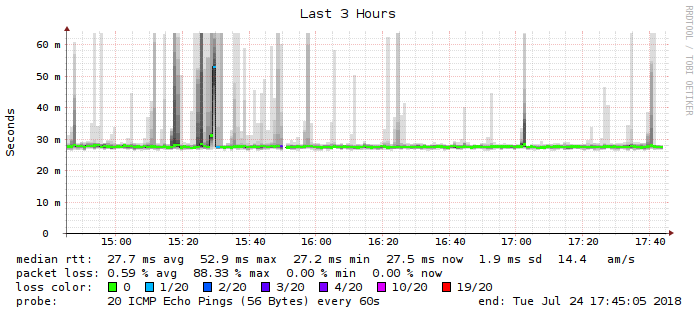 Last 3 Hours
RRDTOOL / TOBI OETIKER
Seconds
60 m
50 m
40 m
30 m
20 m
10 m
0
15:00 15:20 15:40 16:00 16:20 16:40 17:00 17:20 17:40
median rtt: 27.7 ms avg 52.9 ms max 27.2 ms min 27.5 ms now 1.9 ms sd 14.4 am/s
packet loss: 0.59 % avg 88.33 % max 0.00 % min 0.00 % now
loss color: 0 1/20 2/20 3/20 4/20 10/20 19/20
probe: 20 ICMP Echo Pings (56 Bytes) every 60s end: Tue Jul 24 17:45:05 2018